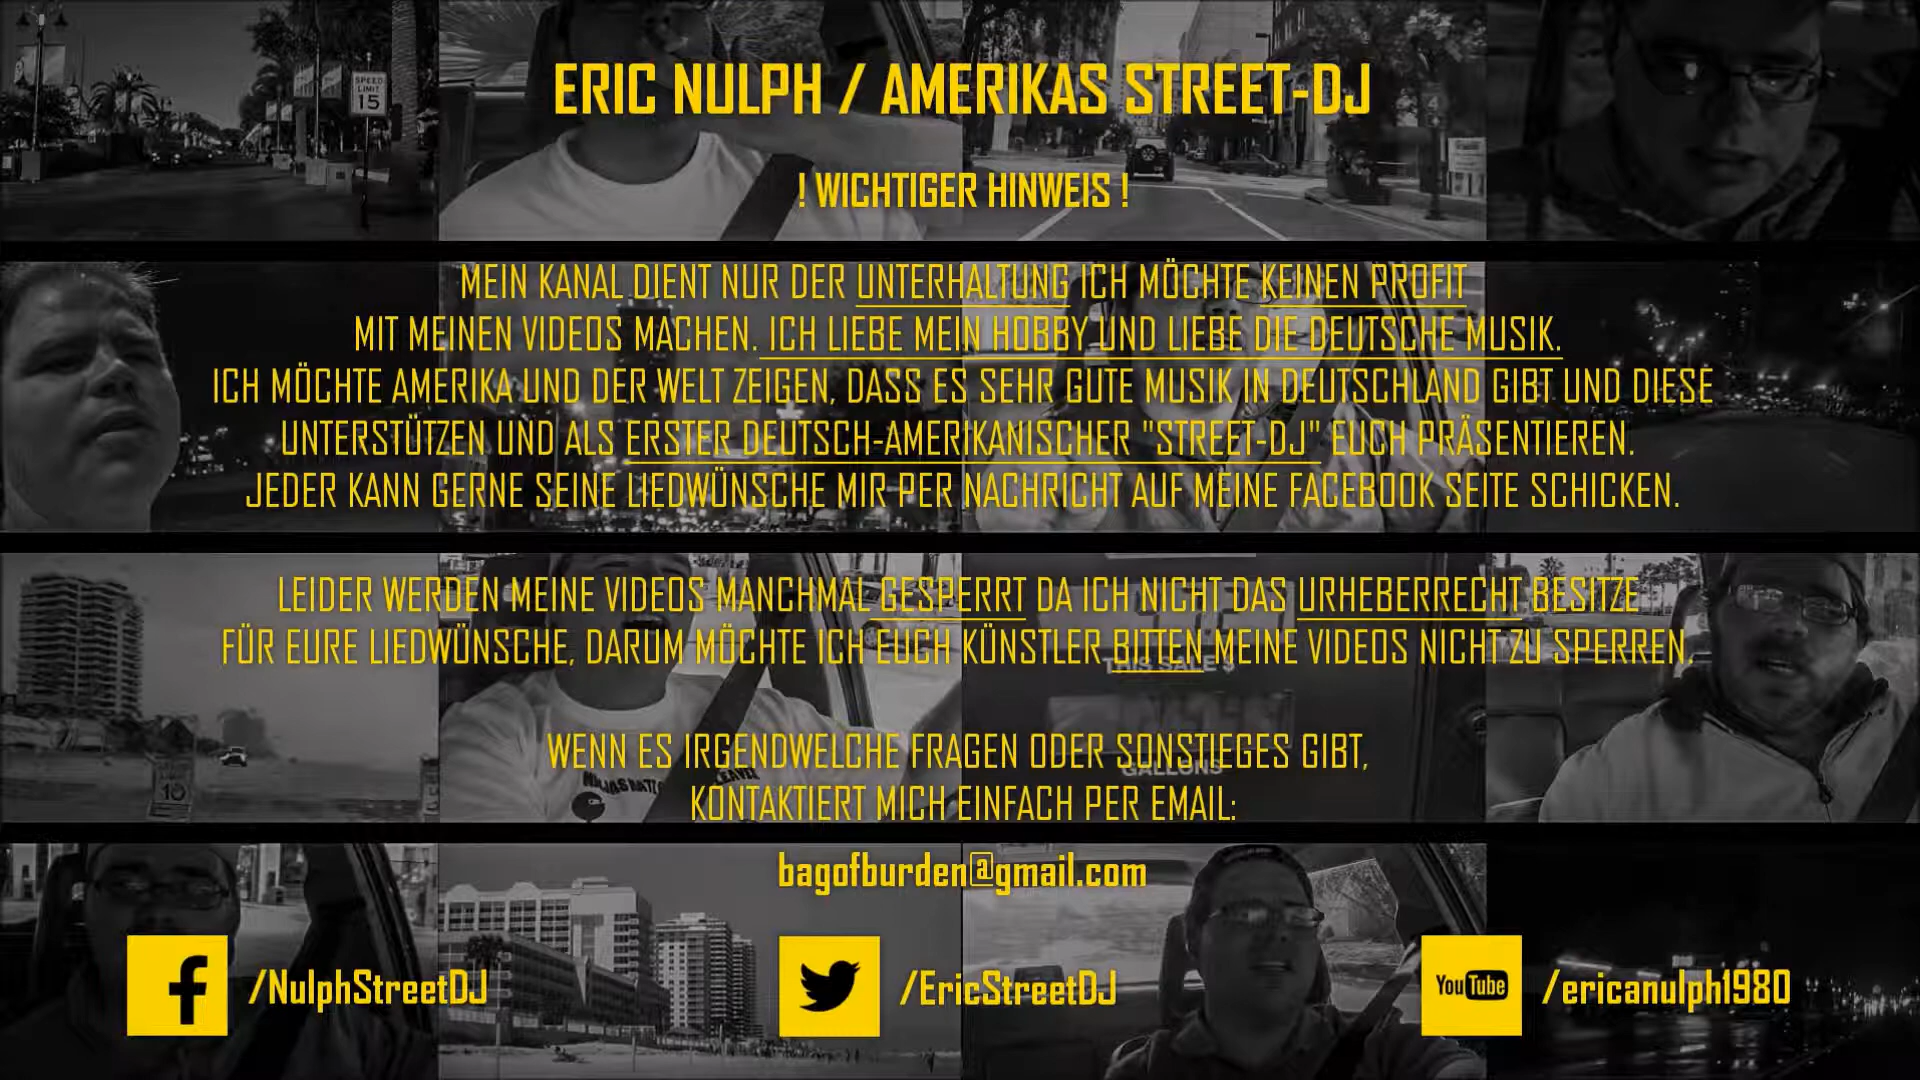 ERIC NULPH / AMERIKAS STREET-DJ
! WICHTIGER HINWEIS !
MEIN KANAL DIENT NUR DER UNTERHALTUNG ICH MÖCHTE KEINEN PROFIT
MIT MEINEN VIDEOS MACHEN. ICH LIEBE MEIN HOBBY UND LIEBE DIE DEUTSCHE MUSIK.
ICH MÖCHTE AMERIKA UND DER WELT ZEIGEN, DASS ES SEHR GUTE MUSIK IN DEUTSCHLAND GIBT UND DIESE
UNTERSTÜTZEN UND ALS ERSTER DEUTSCH-AMERIKANISCHER "STREET-DJ" EUCH PRÄSENTIEREN.
JEDER KANN GERNE SEINE LIEDWÜNSCHE MIR PER NACHRICHT AUF MEINE FACEBOOK SEITE SCHICKEN.
LEIDER WERDEN MEINE VIDEOS MANCHMAL GESPERRT DA ICH NICHT DAS URHEBERRECHT BESITZE
FÜR EURE LIEDWÜNSCHE, DARUM MÖCHTE ICH EUCH KÜNSTLER BITTEN MEINE VIDEOS NICHT ZU SPERREN.
WENN ES IRGENDWELCHE FRAGEN ODER SONSTIEGES GIBT,
KONTAKTIERT MICH EINFACH PER EMAIL:
bagofburden@gmail.com
/NulphStreetDJ
/EricStreetDJ
YouTube /ericanulph1980
SPEED
LIMIT
15
THIS SALE $
GALLONS
10